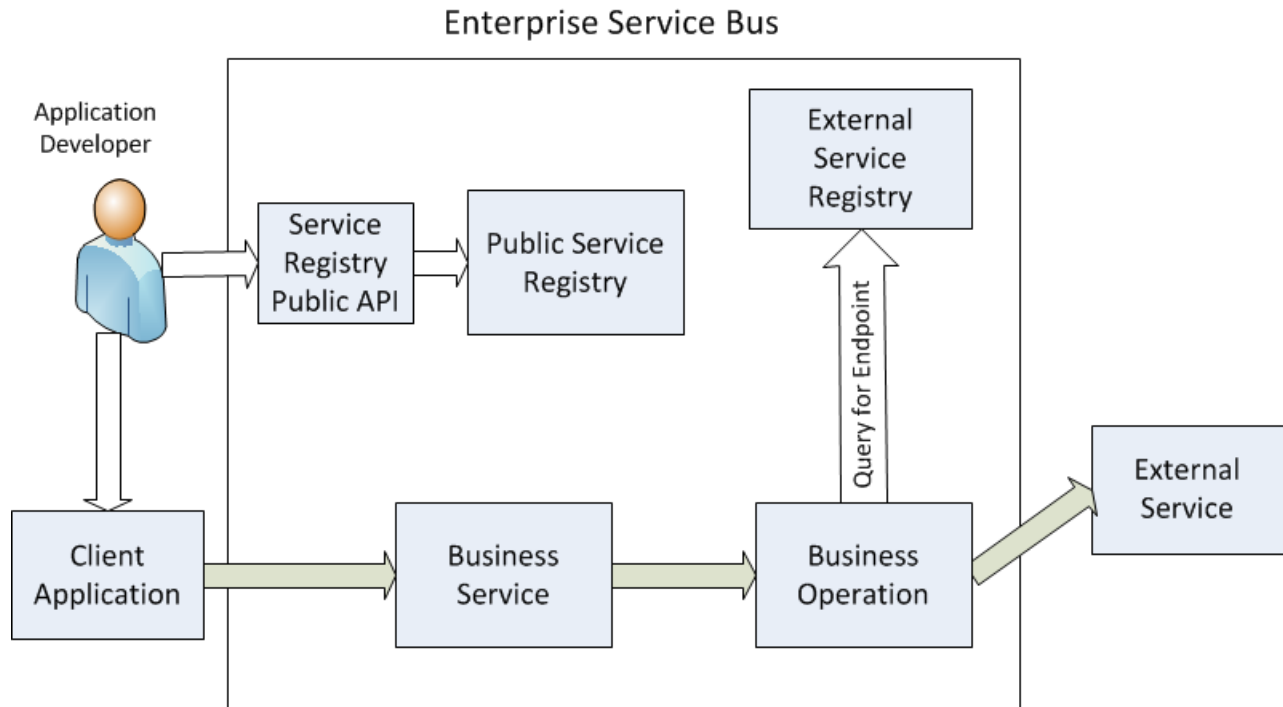 Enterprise Service Bus
Application
Developer
External
Service
Registry
Service
Registry
Public API
Public Service
Registry
Query for Endpoint
External
Service
Client
Application
Business
Service
Business
Operation